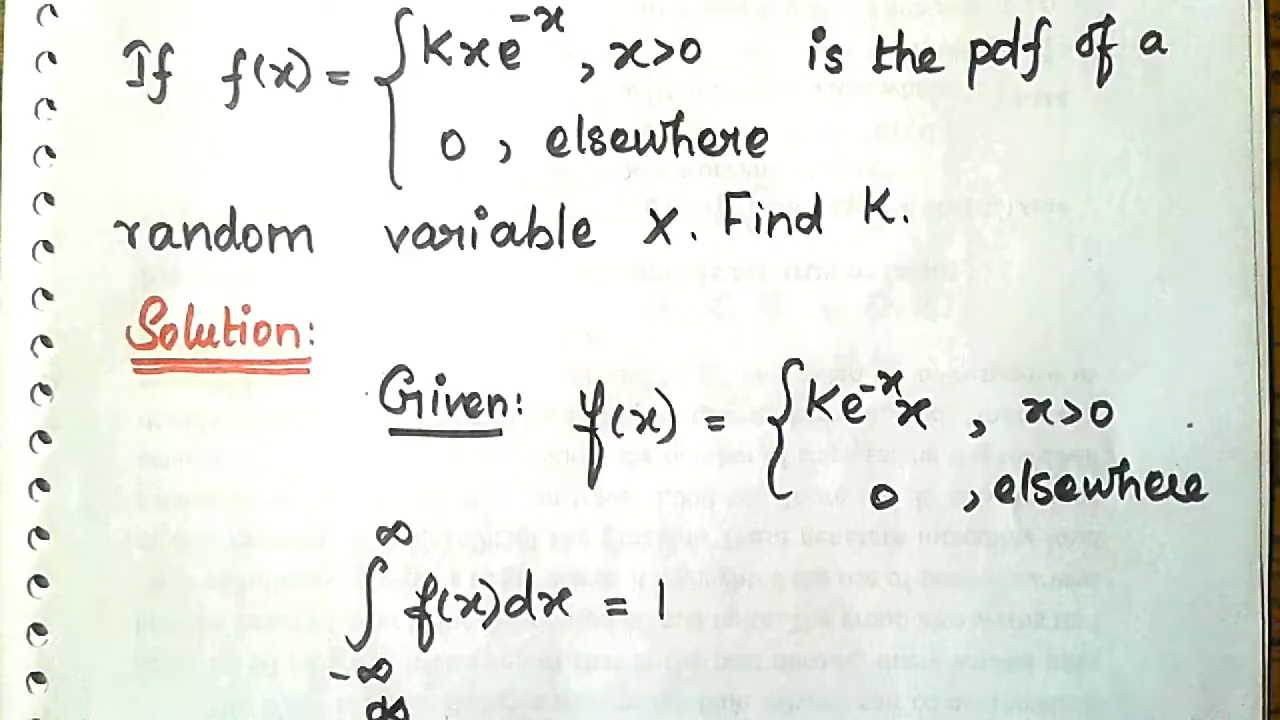 If f(x) = { Kxe^-x , x>0 is the pdf of a
0 , elsewhere
random variable X. Find K.
Solution:
Given: f(x) = { Ke^-x x , x>0
0 , elsewhere
∞
∫ f(x)dx = 1
-∞
∞